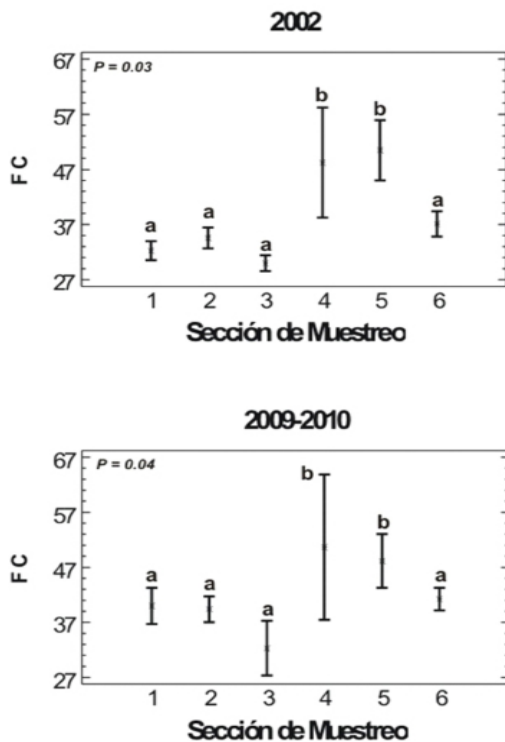 2002
P = 0.03
67
57
47
37
27
F C
a a a b b a
1 2 3 4 5 6
Sección de Muestreo
2009-2010
P = 0.04
67
57
47
37
27
F C
a a a b b a
1 2 3 4 5 6
Sección de Muestreo